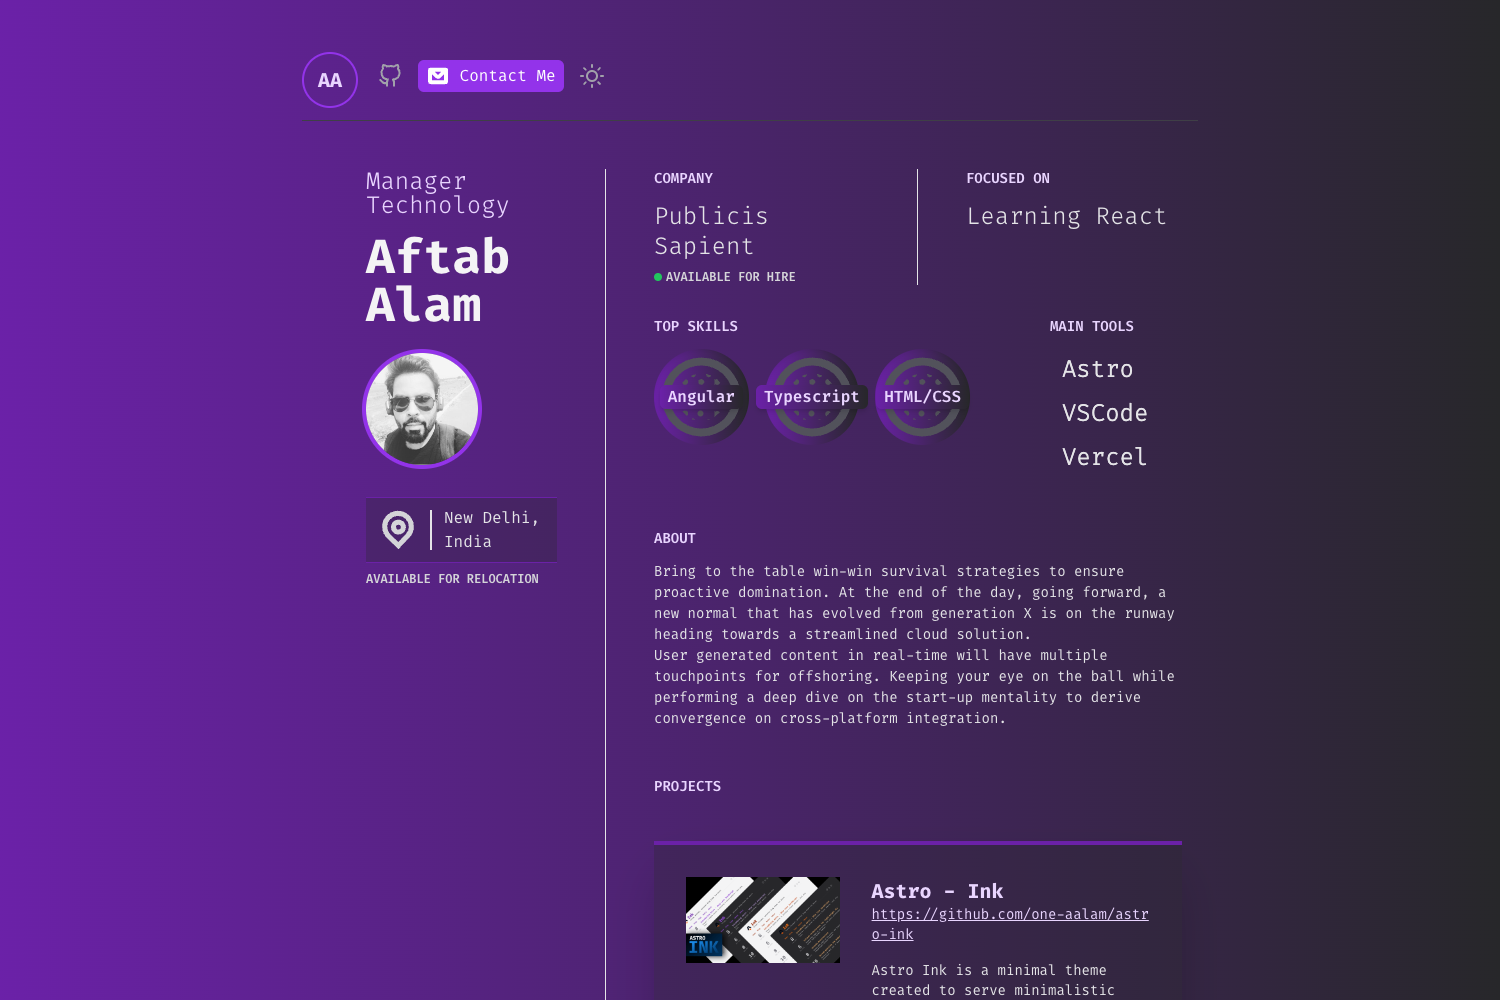 AA
Contact Me
Manager
Technology
Aftab
Alam
New Delhi,
India
AVAILABLE FOR RELOCATION
COMPANY
Publicis
Sapient
AVAILABLE FOR HIRE
FOCUSED ON
Learning React
TOP SKILLS
Angular
Typescript
HTML/CSS
MAIN TOOLS
Astro
VSCode
Vercel
ABOUT
Bring to the table win-win survival strategies to ensure
proactive domination. At the end of the day, going forward, a
new normal that has evolved from generation X is on the runway
heading towards a streamlined cloud solution.
User generated content in real-time will have multiple
touchpoints for offshoring. Keeping your eye on the ball while
performing a deep dive on the start-up mentality to derive
convergence on cross-platform integration.
PROJECTS
ASTRO
INK
Astro - Ink
https://github.com/one-aalam/astr
o-ink
Astro Ink is a minimal theme
created to serve minimalistic